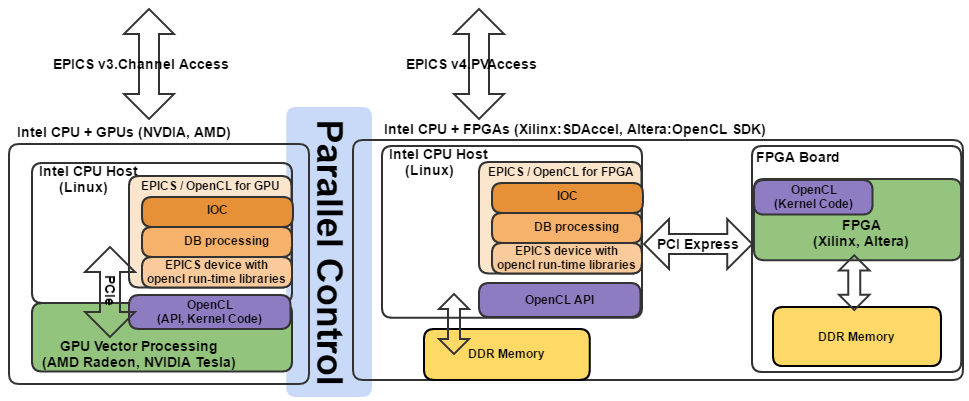 EPICS v3.Channel Access
EPICS v4.PVAccess
Intel CPU + GPUs (NVDIA, AMD)
Intel CPU Host
(Linux)
EPICS / OpenCL for GPU
IOC
DB processing
EPICS device with
opencl run-time libraries
PCIe
OpenCL
(API, Kernel Code)
GPU Vector Processing
(AMD Radeon, NVIDIA Tesla)
Parallel Control
Intel CPU + FPGAs (Xilinx:SDAccel, Altera:OpenCL SDK)
Intel CPU Host
(Linux)
EPICS / OpenCL for FPGA
IOC
DB processing
EPICS device with
opencl run-time libraries
OpenCL API
DDR Memory
PCI Express
FPGA Board
OpenCL
(Kernel Code)
FPGA
(Xilinx, Altera)
DDR Memory